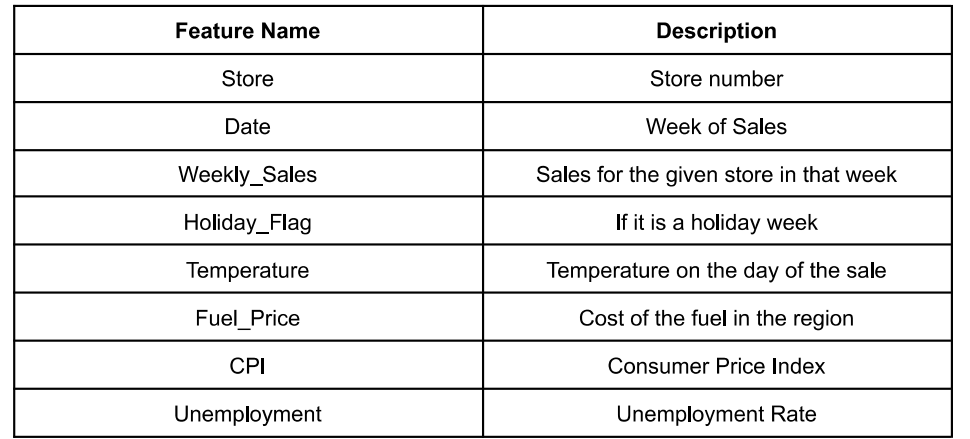 Feature Name Description
Store Store number
Date Week of Sales
Weekly_Sales Sales for the given store in that week
Holiday_Flag If it is a holiday week
Temperature Temperature on the day of the sale
Fuel_Price Cost of the fuel in the region
CPI Consumer Price Index
Unemployment Unemployment Rate